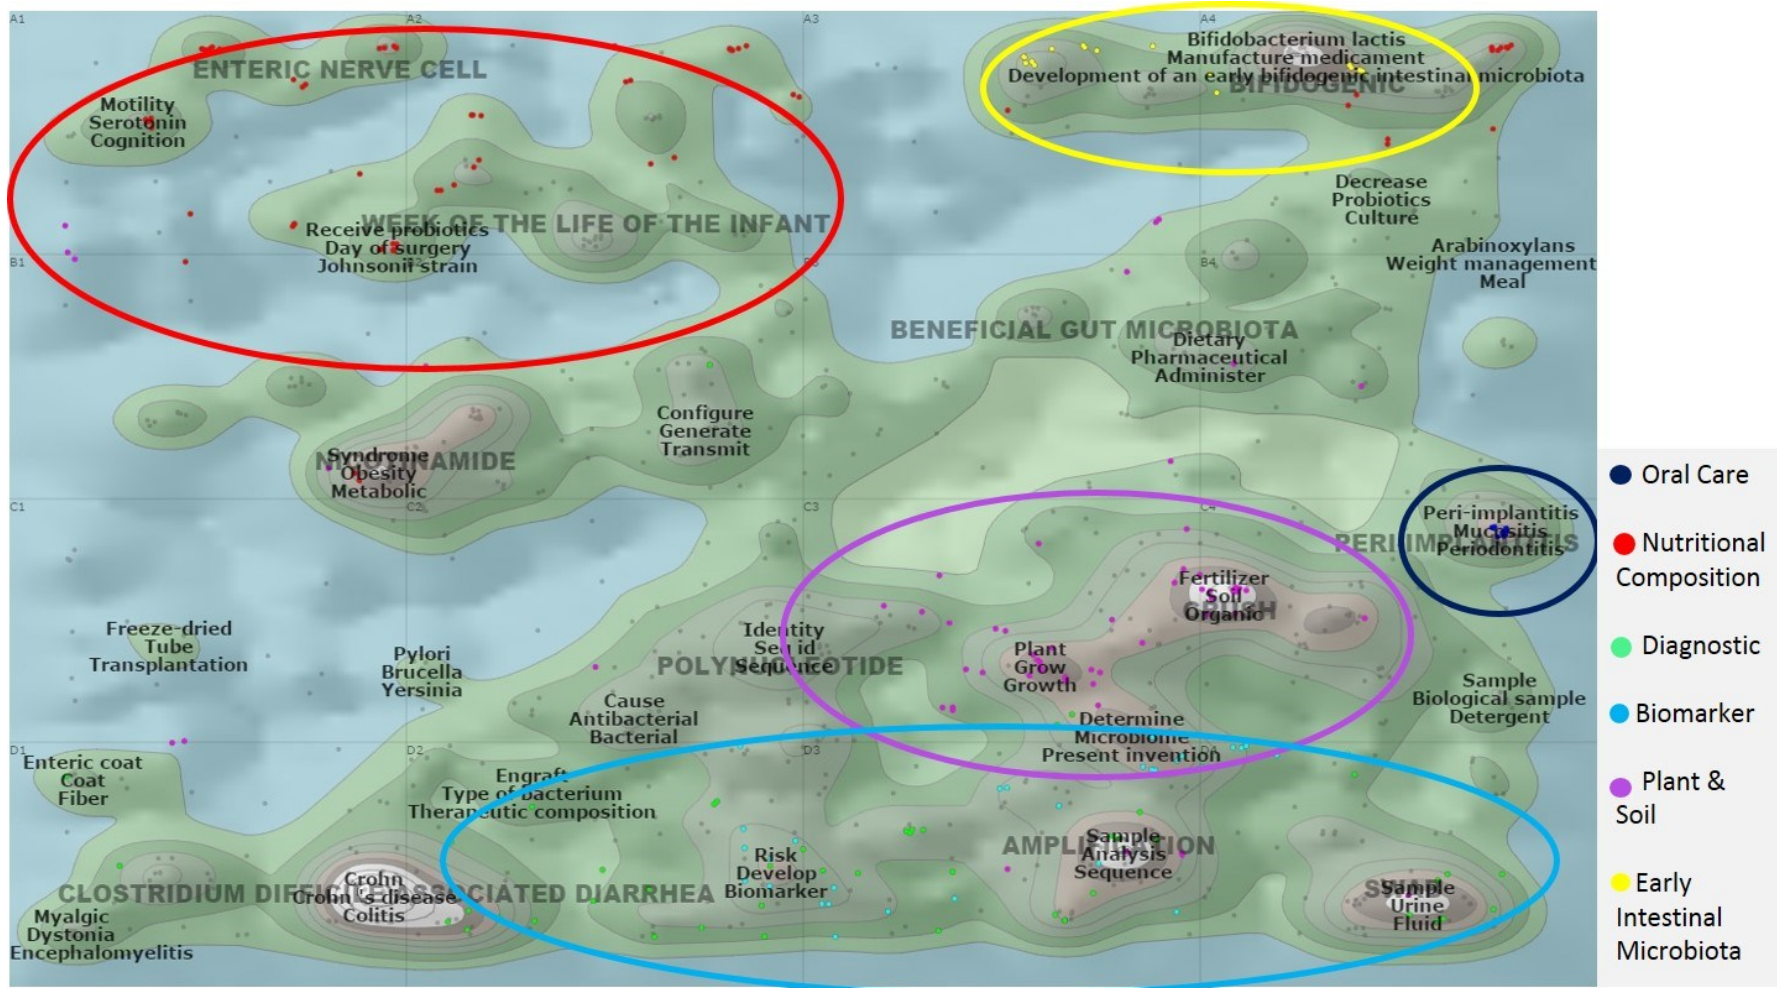 A1
A2
A3
A4
ENTERIC NERVE CELL
Motility
Serotonin
Cognition
Bifidobacterium lactis
Manufacture medicament
Development of an early bifidogenic intestinal microbiota
BIFIDOGENIC
Decrease
Probiotics
Culture
WEEK OF THE LIFE OF THE INFANT
Receive probiotics
Day of surgery
Johnsonii strain
B1
B2
B3
B4
Arabinoxylans
Weight management
Meal
BENEFICIAL GUT MICROBIOTA
Dietary
Pharmaceutical
Administer
Configure
Generate
Transmit
NICOTINAMIDE
Syndrome
Obesity
Metabolic
C1
C2
C3
C4
Peri-implantitis
Mucositis
Periodontitis
PERI IMPLANTITIS
Fertilizer
Soil
Organic
CRUSH
Freeze-dried
Tube
Transplantation
Pylori
Brucella
Yersinia
Identity
Seq id
Sequence
POLYNUCLEOTIDE
Plant
Grow
Growth
Cause
Antibacterial
Bacterial
Sample
Biological sample
Detergent
Determine
Microbiome
Present invention
D1
D2
D3
D4
Enteric coat
Coat
Fiber
Engraft
Type of bacterium
Therapeutic composition
AMPLIFICATION
Sample
Analysis
Sequence
Risk
Develop
Biomarker
CLOSTRIDIUM DIFFICILE ASSOCIATED DIARRHEA
Crohn
Crohn´s disease
Colitis
Sample
Urine
Fluid
Myalgic
Dystonia
Encephalomyelitis
Oral Care
Nutritional
Composition
Diagnostic
Biomarker
Plant &
Soil
Early
Intestinal
Microbiota